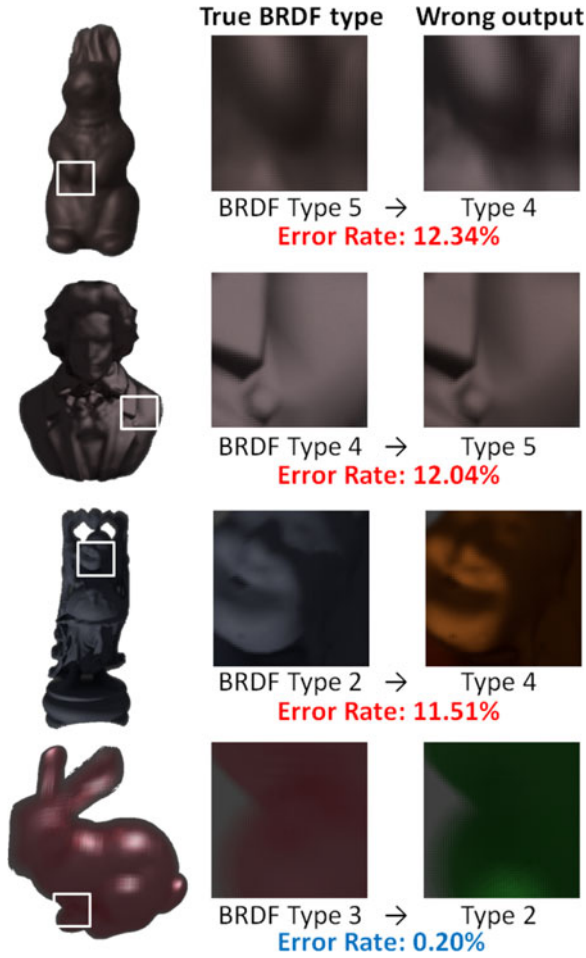 True BRDF type Wrong output
BRDF Type 5 → Type 4
Error Rate: 12.34%
BRDF Type 4 → Type 5
Error Rate: 12.04%
BRDF Type 2 → Type 4
Error Rate: 11.51%
BRDF Type 3 → Type 2
Error Rate: 0.20%